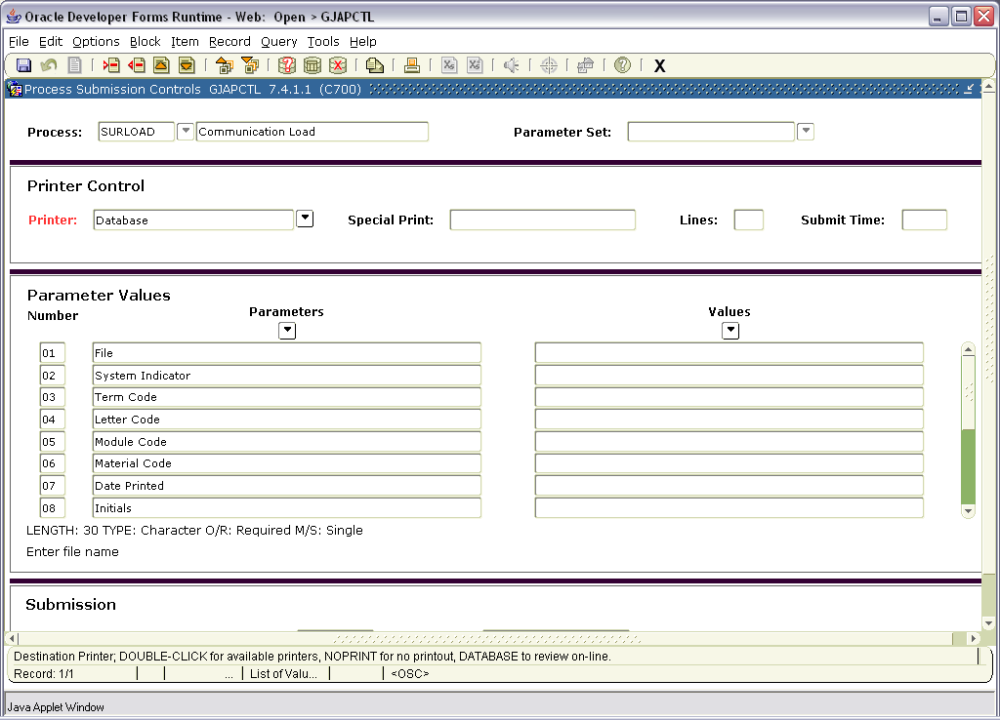 Oracle Developer Forms Runtime - Web: Open > GJAPCTL
File Edit Options Block Item Record Query Tools Help
X
Process Submission Controls GJAPCTL 7.4.1.1 (C700)
Process: SURLOAD Communication Load Parameter Set:
Printer Control
Printer: Database Special Print: Lines: Submit Time:
Parameter Values
Number Parameters Values
01 File
02 System Indicator
03 Term Code
04 Letter Code
05 Module Code
06 Material Code
07 Date Printed
08 Initials
LENGTH: 30 TYPE: Character O/R: Required M/S: Single
Enter file name
Submission
Destination Printer; DOUBLE-CLICK for available printers, NOPRINT for no printout, DATABASE to review on-line.
Record: 1/1 ... List of Valu... <OSC>
Java Applet Window